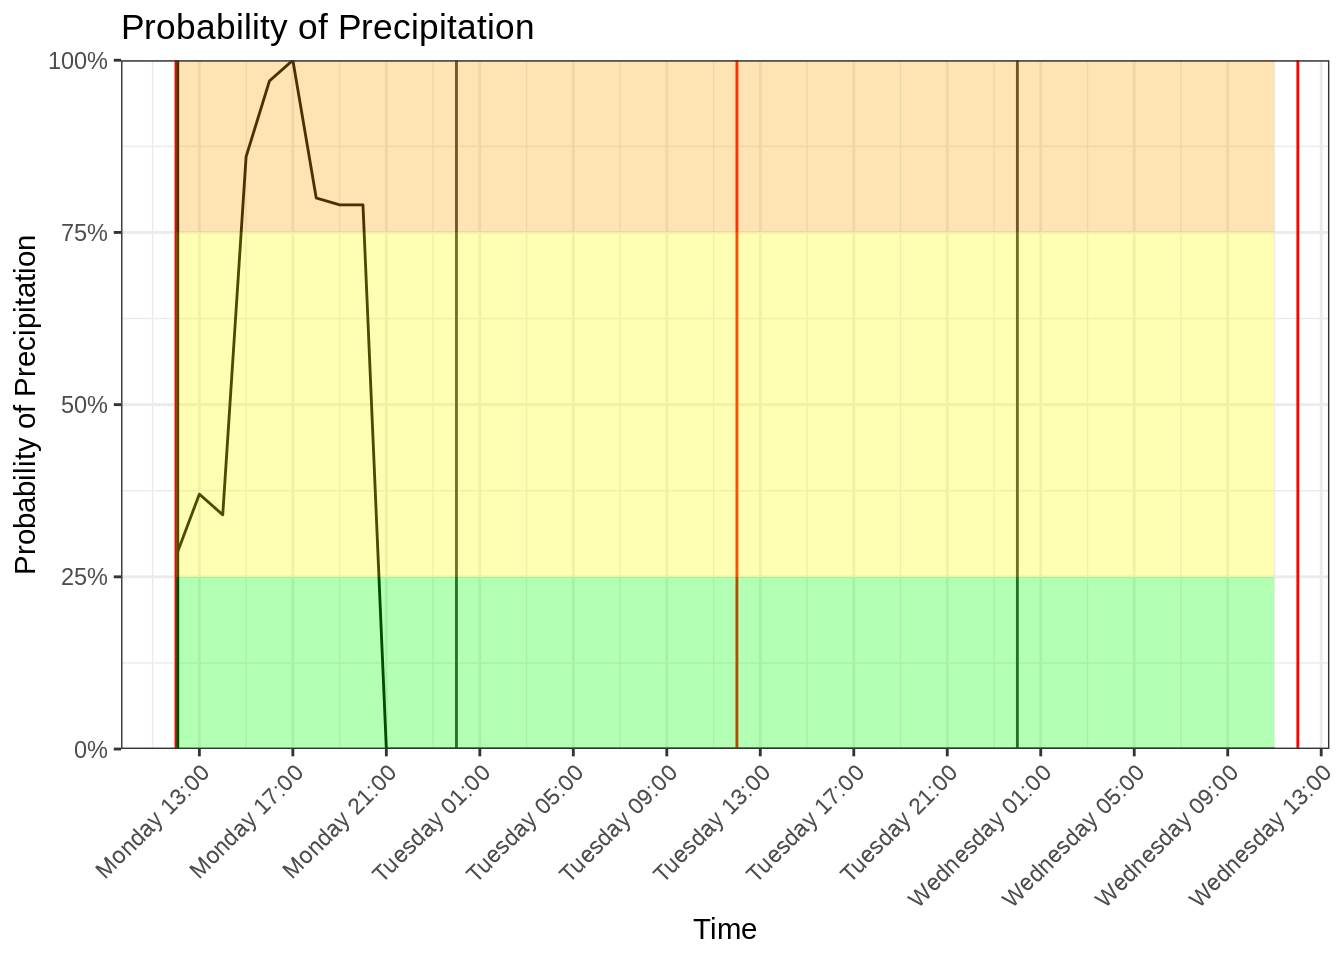 Probability of Precipitation
Probability of Precipitation
100%
75%
50%
25%
0%
Monday 13:00
Monday 17:00
Monday 21:00
Tuesday 01:00
Tuesday 05:00
Tuesday 09:00
Tuesday 13:00
Tuesday 17:00
Tuesday 21:00
Wednesday 01:00
Wednesday 05:00
Wednesday 09:00
Wednesday 13:00
Time